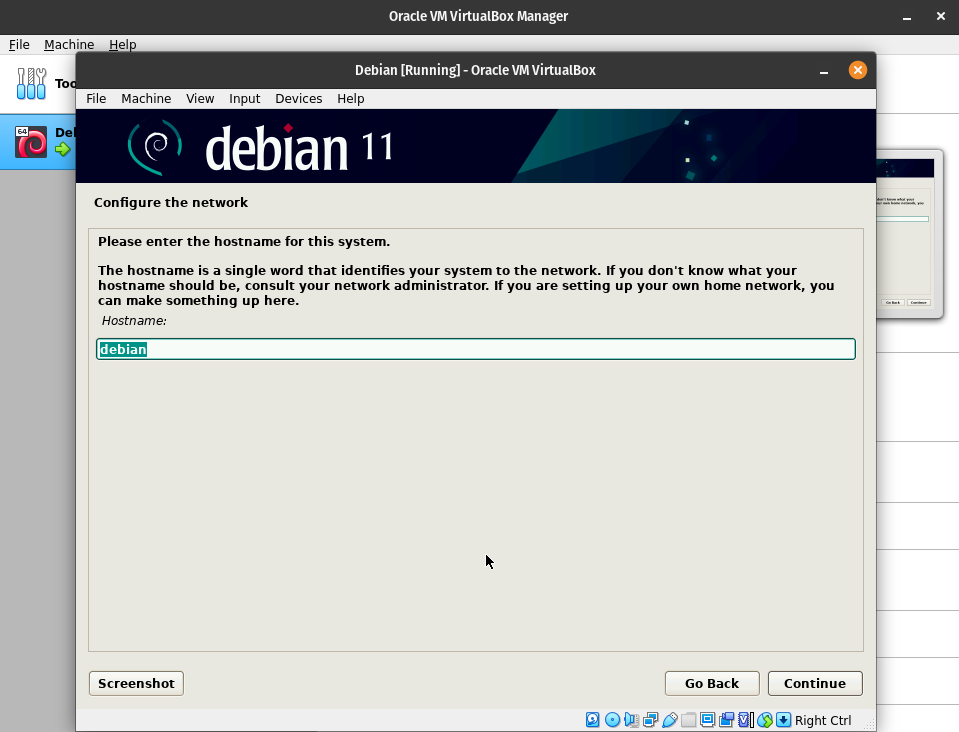 Oracle VM VirtualBox Manager
File Machine Help
Debian [Running] - Oracle VM VirtualBox
File Machine View Input Devices Help
64
debian 11
Configure the network
Please enter the hostname for this system.
The hostname is a single word that identifies your system to the network. If you don't know what your
hostname should be, consult your network administrator. If you are setting up your own home network, you
can make something up here.
Hostname:
debian
Screenshot
Go Back
Continue
Go Back
Continue
Right Ctrl